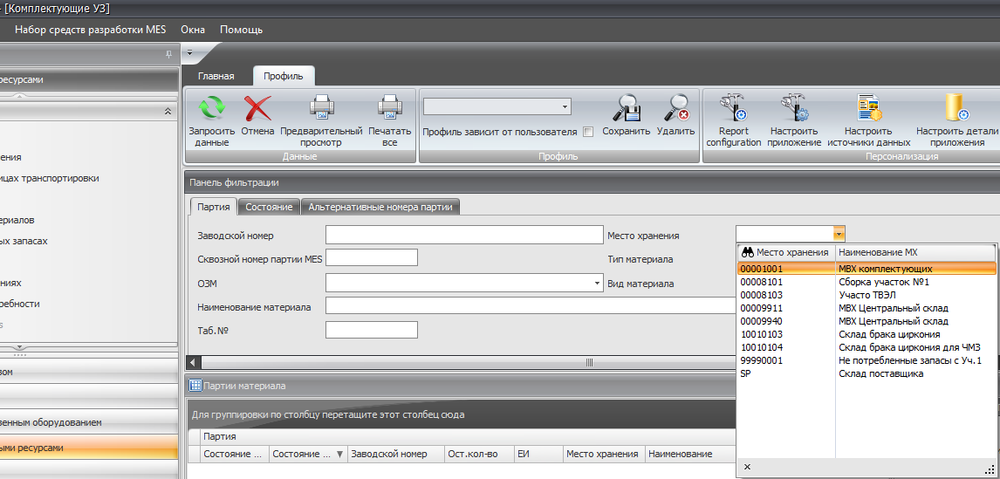 - [Комплектующие УЗ]
Набор средств разработки MES Окна Помощь
ресурсами
Главная Профиль
Запросить данные
Отмена
Предварительный просмотр
Печатать все
Данные
Профиль зависит от пользователя
Сохранить
Удалить
Профиль
Report configuration
Настроить приложение
Настроить источники данных
Настроить детали приложения
Персонализация
ения
ицах транспортировки
ериалов
ых запасах
ниях
ребности
s
вом
венным оборудованием
ыми ресурсами
Панель фильтрации
Партия Состояние Альтернативные номера партии
Заводской номер
Место хранения
Сквозной номер партии MES
Тип материала
ОЗМ
Вид материала
Наименование материала
Таб.№
Место хранения Наименование МХ
00001001 МВХ комплектующих
00008101 Сборка участок №1
00008103 Участо ТВЭЛ
00009911 МВХ Центральный склад
00009940 МВХ Центральный склад
10010103 Склад брака циркония
10010104 Склад брака циркония для ЧМЗ
99990001 Не потребленные запасы с Уч.1
SP Склад поставщика
Партии материала
Для группировки по столбцу перетащите этот столбец сюда
Партия
Состояние ... Состояние ... Заводской номер Ост.кол-во ЕИ Место хранения Наименование